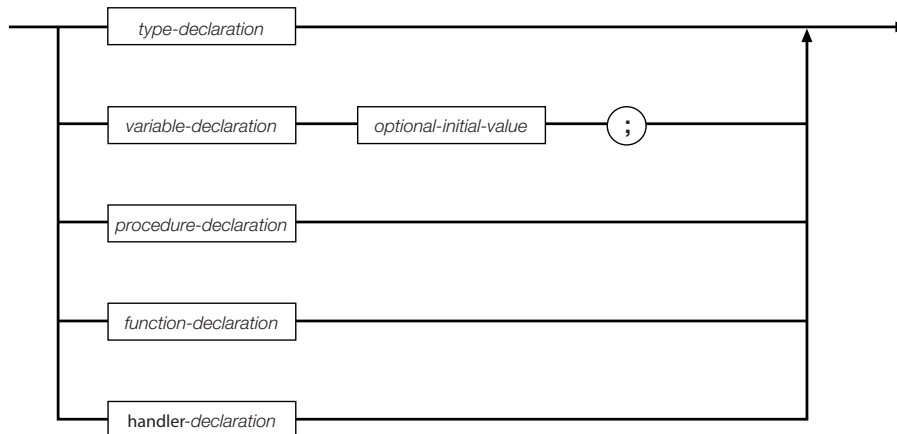 type-declaration
variable-declaration optional-initial-value ;
procedure-declaration
function-declaration
handler-declaration